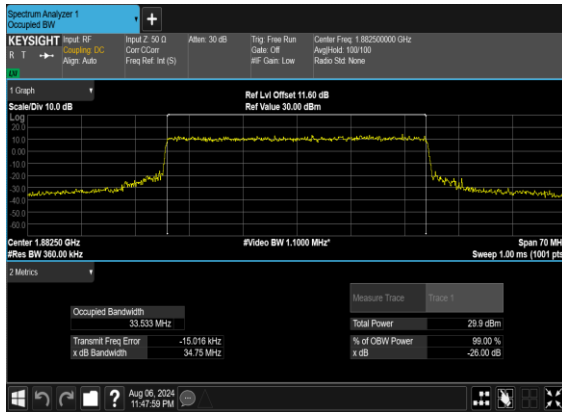 Spectrum Analyzer 1
Occupied BW
+
KEYSIGHT Input: RF Input Z: 50 Ω Atten: 30 dB Trig: Free Run Center Freq: 1.882500000 GHz
R T Coupling: DC Corr CCorr Gate: Off Avg|Hold: 100/100
Align: Auto Freq Ref: Int (S) #IF Gain: Low Radio Std: None
1 Graph
Ref Lvl Offset 11.60 dB
Scale/Div 10.0 dB Ref Value 30.00 dBm
Log
20.0
10.0
0.00
-10.0
-20.0
-30.0
-40.0
-50.0
-60.0
Center 1.88250 GHz #Video BW 1.1000 MHz* Span 70 MH
#Res BW 360.00 kHz Sweep 1.00 ms (1001 pts
2 Metrics
Measure Trace Trace 1
Occupied Bandwidth
33.533 MHz Total Power 29.9 dBm
Transmit Freq Error -15.016 kHz % of OBW Power 99.00 %
x dB Bandwidth 34.75 MHz x dB -26.00 dB
? Aug 06, 2024
11:47:59 PM